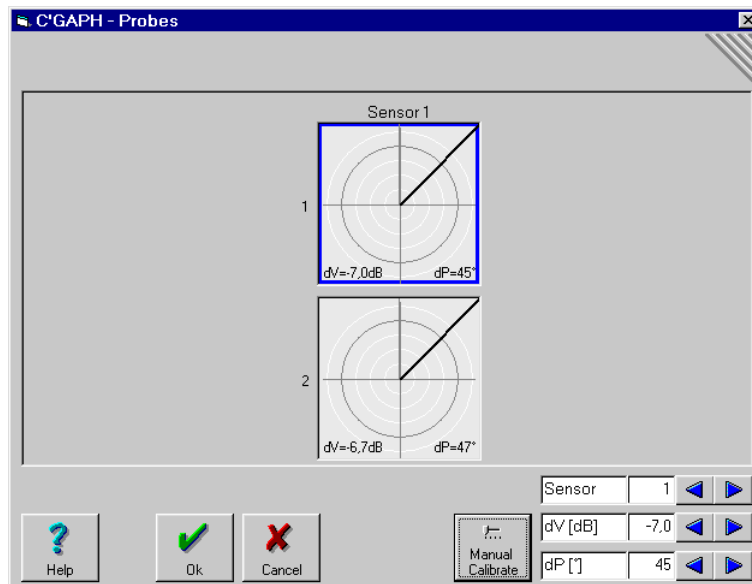 C'GAPH - Probes
Sensor 1
1
dV=-7,0dB dP=45°
2
dV=-6,7dB dP=47°
Sensor 1
dV [dB] -7,0
dP [°] 45
Help
Ok
Cancel
Manual
Calibrate